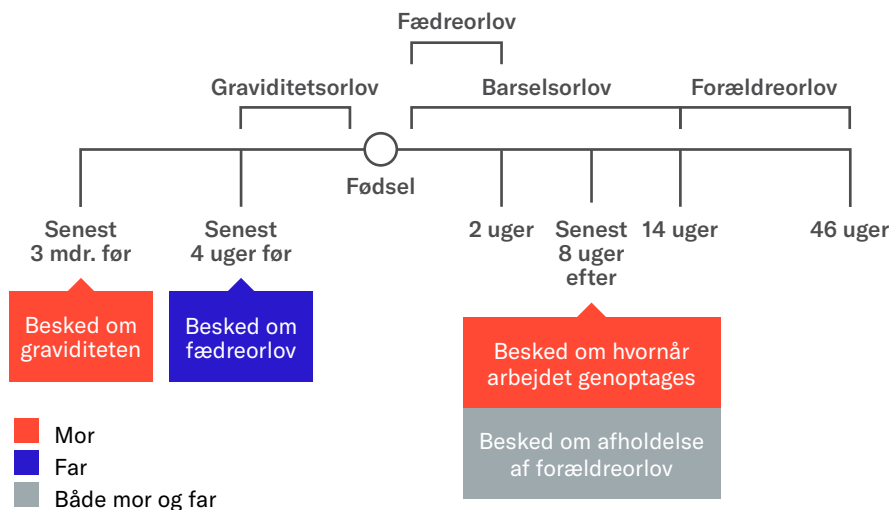 Fædreorlov
Graviditetsorlov
Barselsorlov
Forældreorlov
Fødsel
Senest
3 mdr. før
Senest
4 uger før
2 uger
Senest
8 uger
efter
14 uger
46 uger
Besked om
graviditeten
Besked om
fædreorlov
Besked om hvornår
arbejdet genoptages
Besked om afholdelse
af forældreorlov
Mor
Far
Både mor og far